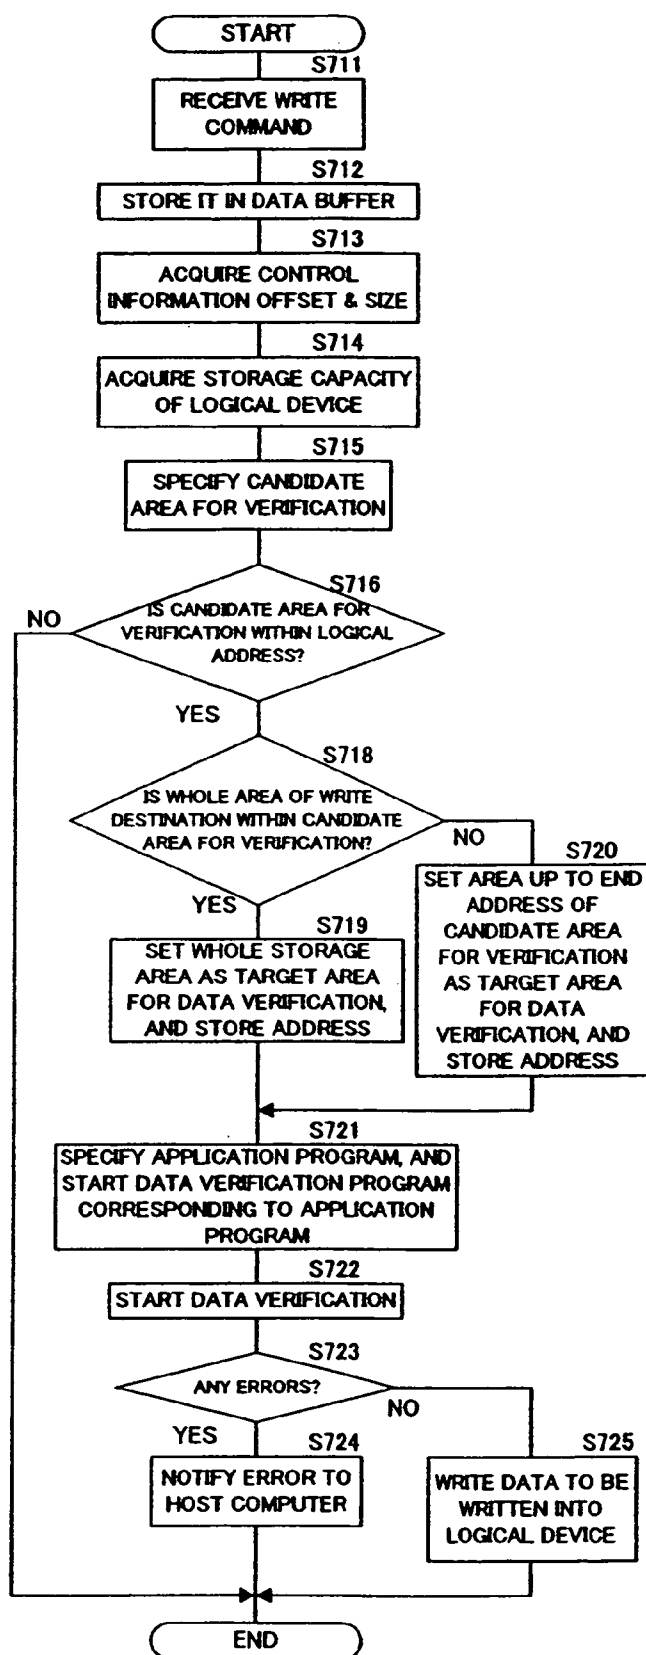 START
S711
RECEIVE WRITE
COMMAND
S712
STORE IT IN DATA BUFFER
S713
ACQUIRE CONTROL
INFORMATION OFFSET & SIZE
S714
ACQUIRE STORAGE CAPACITY
OF LOGICAL DEVICE
S715
SPECIFY CANDIDATE
AREA FOR VERIFICATION
S716
NO
IS CANDIDATE AREA FOR
VERIFICATION WITHIN LOGICAL
ADDRESS?
YES
S718
IS WHOLE AREA OF WRITE
DESTINATION WITHIN CANDIDATE
AREA FOR VERIFICATION?
NO
YES
S719
SET WHOLE STORAGE
AREA AS TARGET AREA
FOR DATA VERIFICATION,
AND STORE ADDRESS
S720
SET AREA UP TO END
ADDRESS OF
CANDIDATE AREA
FOR VERIFICATION
AS TARGET AREA
FOR DATA
VERIFICATION, AND
STORE ADDRESS
S721
SPECIFY APPLICATION PROGRAM, AND
START DATA VERIFICATION PROGRAM
CORRESPONDING TO APPLICATION
PROGRAM
S722
START DATA VERIFICATION
S723
ANY ERRORS?
NO
YES
S724
NOTIFY ERROR TO
HOST COMPUTER
S725
WRITE DATA TO BE
WRITTEN INTO
LOGICAL DEVICE
END